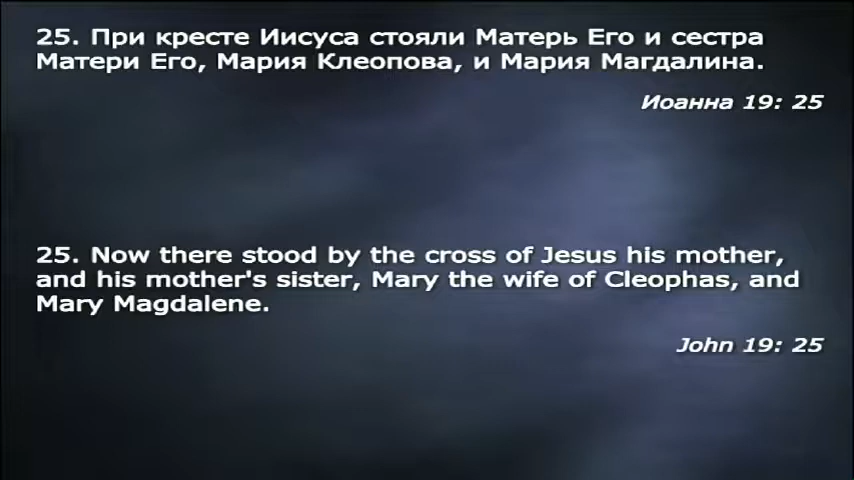 25. При кресте Иисуса стояли Матерь Его и сестра
Матери Его, Мария Клеопова, и Мария Магдалина.
Иоанна 19: 25
25. Now there stood by the cross of Jesus his mother,
and his mother's sister, Mary the wife of Cleophas, and
Mary Magdalene.
John 19: 25